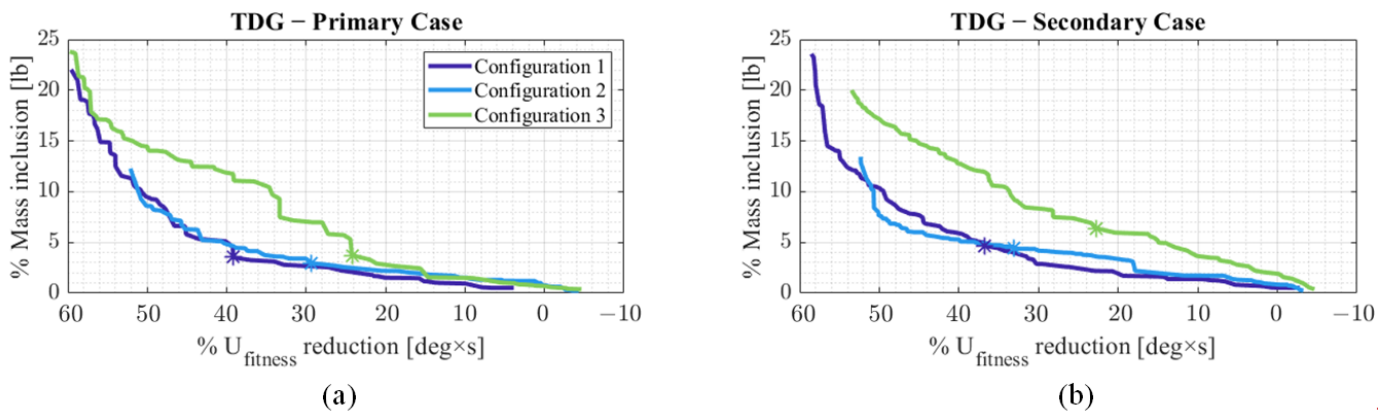 TDG − Primary Case
% Mass inclusion [lb]
25
20
15
10
5
0
Configuration 1
Configuration 2
Configuration 3
60 50 40 30 20 10 0 −10
% Ufitness reduction [deg×s]
(a)
TDG − Secondary Case
% Mass inclusion [lb]
25
20
15
10
5
0
60 50 40 30 20 10 0 −10
% Ufitness reduction [deg×s]
(b)